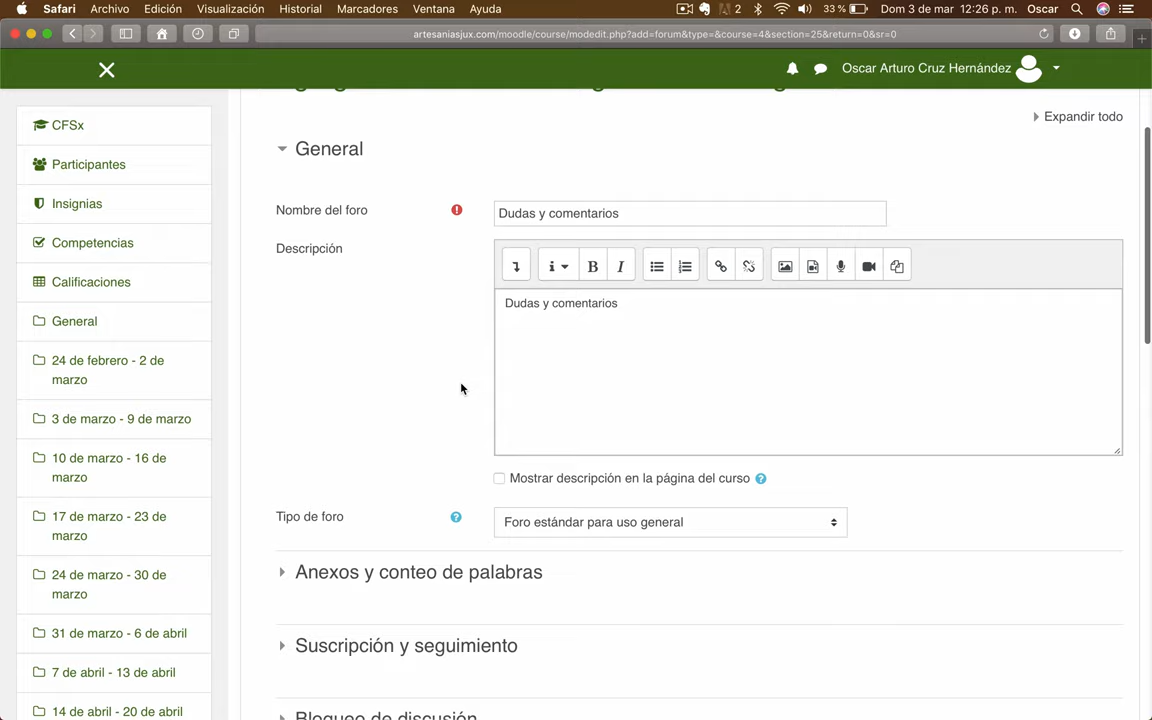 Safari Archivo Edición Visualización Historial Marcadores Ventana Ayuda 2 33 % Dom 3 de mar 12:26 p. m. Oscar
artesaniasjux.com/moodle/course/modedit.php?add=forum&type=&course=4&section=25&return=0&sr=0
Oscar Arturo Cruz Hernández
CFSx
Participantes
Insignias
Competencias
Calificaciones
General
24 de febrero - 2 de
marzo
3 de marzo - 9 de marzo
10 de marzo - 16 de
marzo
17 de marzo - 23 de
marzo
24 de marzo - 30 de
marzo
31 de marzo - 6 de abril
7 de abril - 13 de abril
14 de abril - 20 de abril
Expandir todo
General
Nombre del foro
Dudas y comentarios
Descripción
B I
Dudas y comentarios
Mostrar descripción en la página del curso
Tipo de foro
Foro estándar para uso general
Anexos y conteo de palabras
Suscripción y seguimiento
Bloqueo de discusión